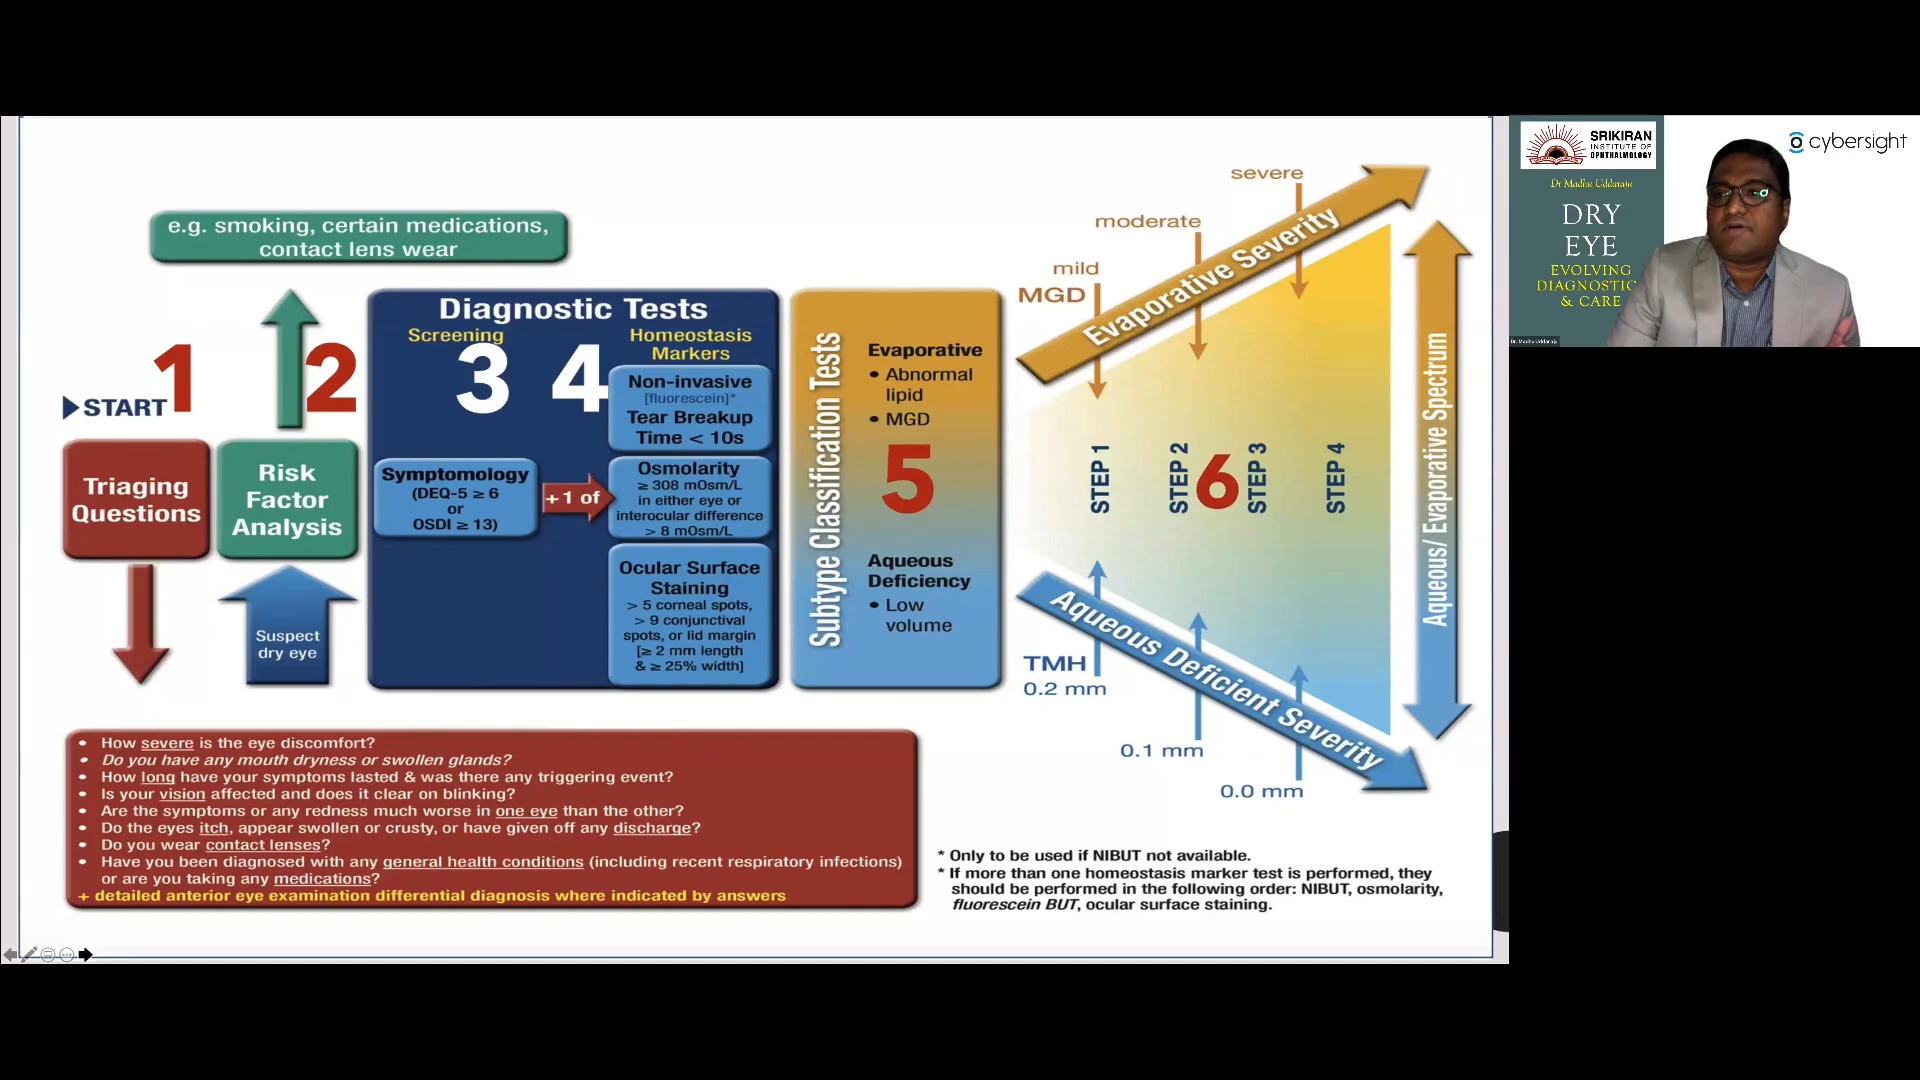 e.g. smoking, certain medications,
contact lens wear
1
2
START
Triaging
Questions
Risk
Factor
Analysis
Suspect
dry eye
Diagnostic Tests
Screening
Homeostasis
Markers
3
4
Symptomology
(DEQ-5 ≥ 6
or
OSDI ≥ 13)
+1 of
Non-invasive
[fluorescein]*
Tear Breakup
Time < 10s
Osmolarity
≥ 308 mOsm/L
in either eye or
interocular difference
> 8 mOsm/L
Ocular Surface
Staining
> 5 corneal spots,
> 9 conjunctival
spots, or lid margin
[≥ 2 mm length
& ≥ 25% width]
Subtype Classification Tests
Evaporative
• Abnormal
lipid
• MGD
5
Aqueous
Deficiency
• Low
volume
severe
moderate
mild
MGD
Evaporative Severity
STEP 1
STEP 2
6
STEP 3
STEP 4
Aqueous Deficient Severity
TMH
0.2 mm
0.1 mm
0.0 mm
Aqueous/ Evaporative Spectrum
• How severe is the eye discomfort?
• Do you have any mouth dryness or swollen glands?
• How long have your symptoms lasted & was there any triggering event?
• Is your vision affected and does it clear on blinking?
• Are the symptoms or any redness much worse in one eye than the other?
• Do the eyes itch, appear swollen or crusty, or have given off any discharge?
• Do you wear contact lenses?
• Have you been diagnosed with any general health conditions (including recent respiratory infections)
or are you taking any medications?
+ detailed anterior eye examination differential diagnosis where indicated by answers
* Only to be used if NIBUT not available.
* If more than one homeostasis marker test is performed, they
should be performed in the following order: NIBUT, osmolarity,
fluorescein BUT, ocular surface staining.
SRIKIRAN
INSTITUTE OF
OPHTHALMOLOGY
cybersight
Dr Madhu Uddaraju
DRY
EYE
EVOLVING
DIAGNOSTIC
& CARE
Dr. Madhu Uddaraju